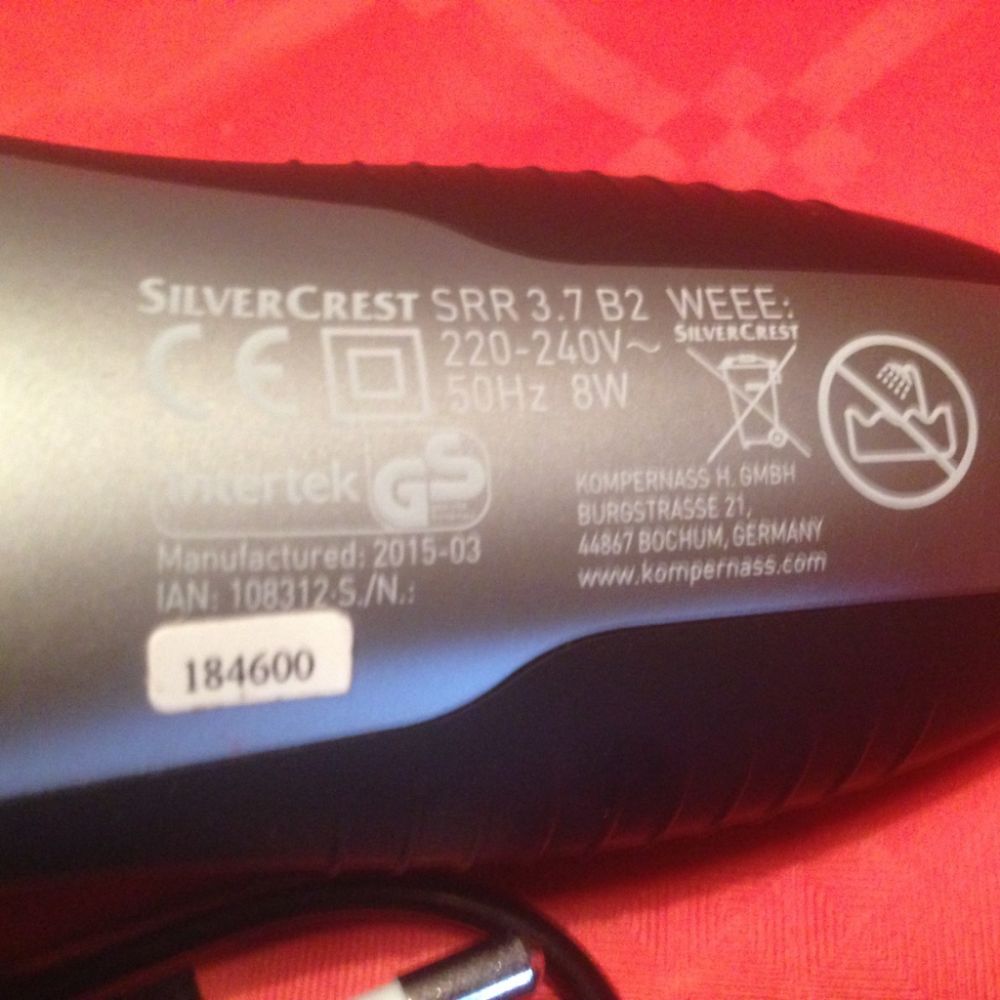 SILVERCREST SRR 3.7 B2 WEEE:
SILVERCREST
CE 220-240V~
50Hz 8W
Intertek GS
KOMPERNASS H. GMBH
BURGSTRASSE 21,
44867 BOCHUM, GERMANY
www.kompernass.com
Manufactured: 2015-03
IAN: 108312·S./N.:
184600